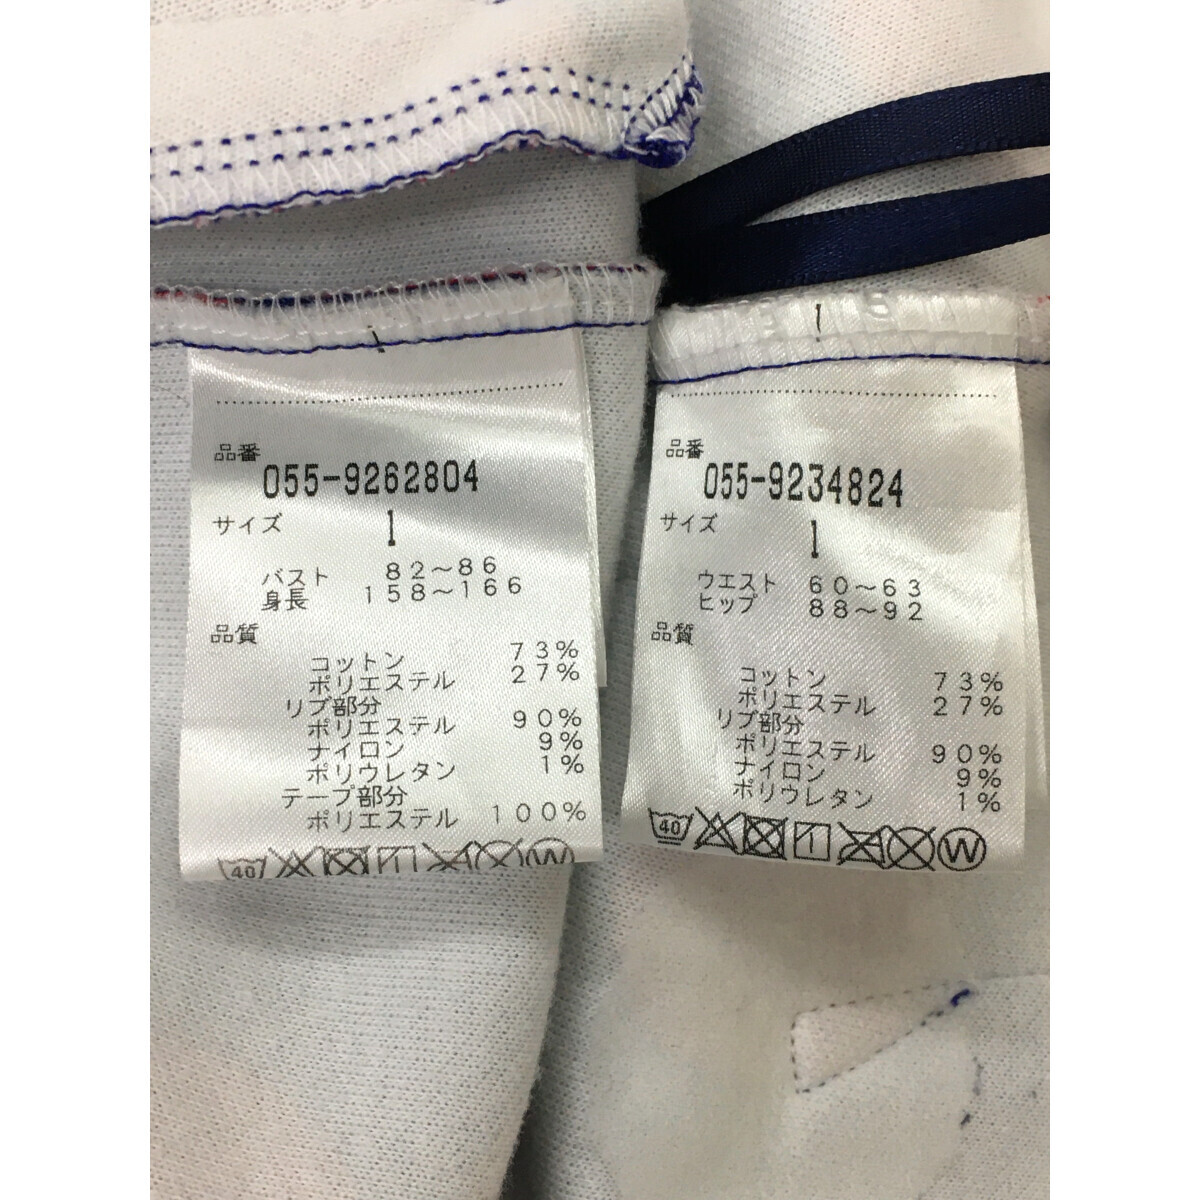 品番
055-9262804
サイズ 1
バスト 82～86
身長 158～166
品質
コットン 73%
ポリエステル 27%
リブ部分
ポリエステル 90%
ナイロン 9%
ポリウレタン 1%
テープ部分
ポリエステル 100%
40 W
品番
055-9234824
サイズ 1
ウエスト 60～63
ヒップ 88～92
品質
コットン 73%
ポリエステル 27%
リブ部分
ポリエステル 90%
ナイロン 9%
ポリウレタン 1%
40 W